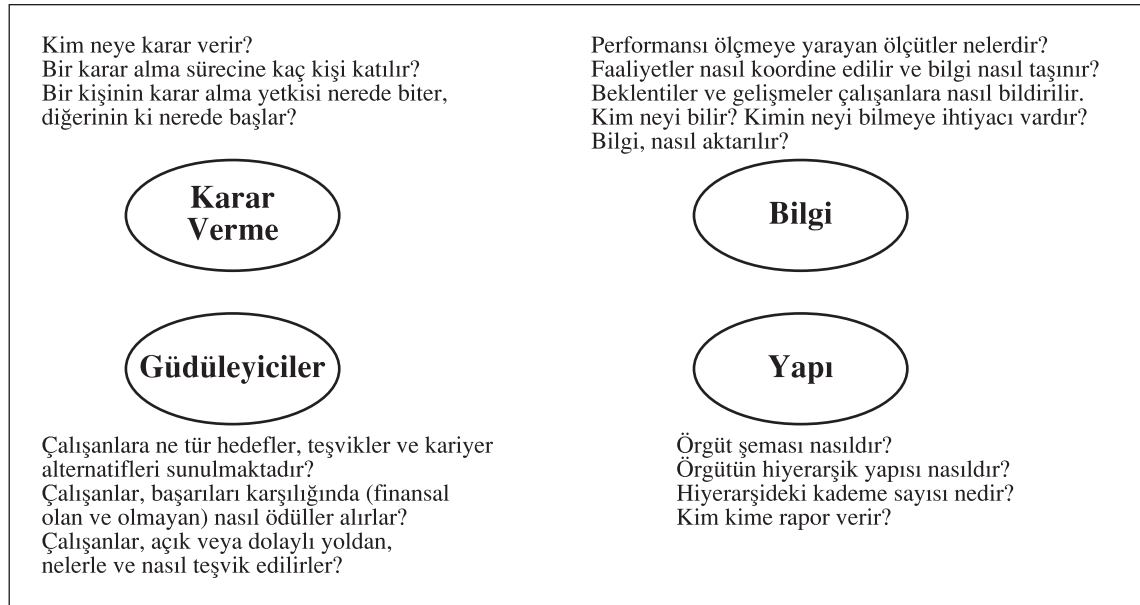 Kim neye karar verir?
Bir karar alma sürecine kaç kişi katılır?
Bir kişinin karar alma yetkisi nerede biter,
diğerinin ki nerede başlar?
Karar
Verme
Performansı ölçmeye yarayan ölçütler nelerdir?
Faaliyetler nasıl koordine edilir ve bilgi nasıl taşınır?
Beklentiler ve gelişmeler çalışanlara nasıl bildirilir.
Kim neyi bilir? Kimin neyi bilmeye ihtiyacı vardır?
Bilgi, nasıl aktarılır?
Bilgi
Güdüleyiciler
Çalışanlara ne tür hedefler, teşvikler ve kariyer
alternatifleri sunulmaktadır?
Çalışanlar, başarıları karşılığında (finansal
olan ve olmayan) nasıl ödüller alırlar?
Çalışanlar, açık veya dolaylı yoldan,
nelerle ve nasıl teşvik edilirler?
Yapı
Örgüt şeması nasıldır?
Örgütün hiyerarşik yapısı nasıldır?
Hiyerarşideki kademe sayısı nedir?
Kim kime rapor verir?